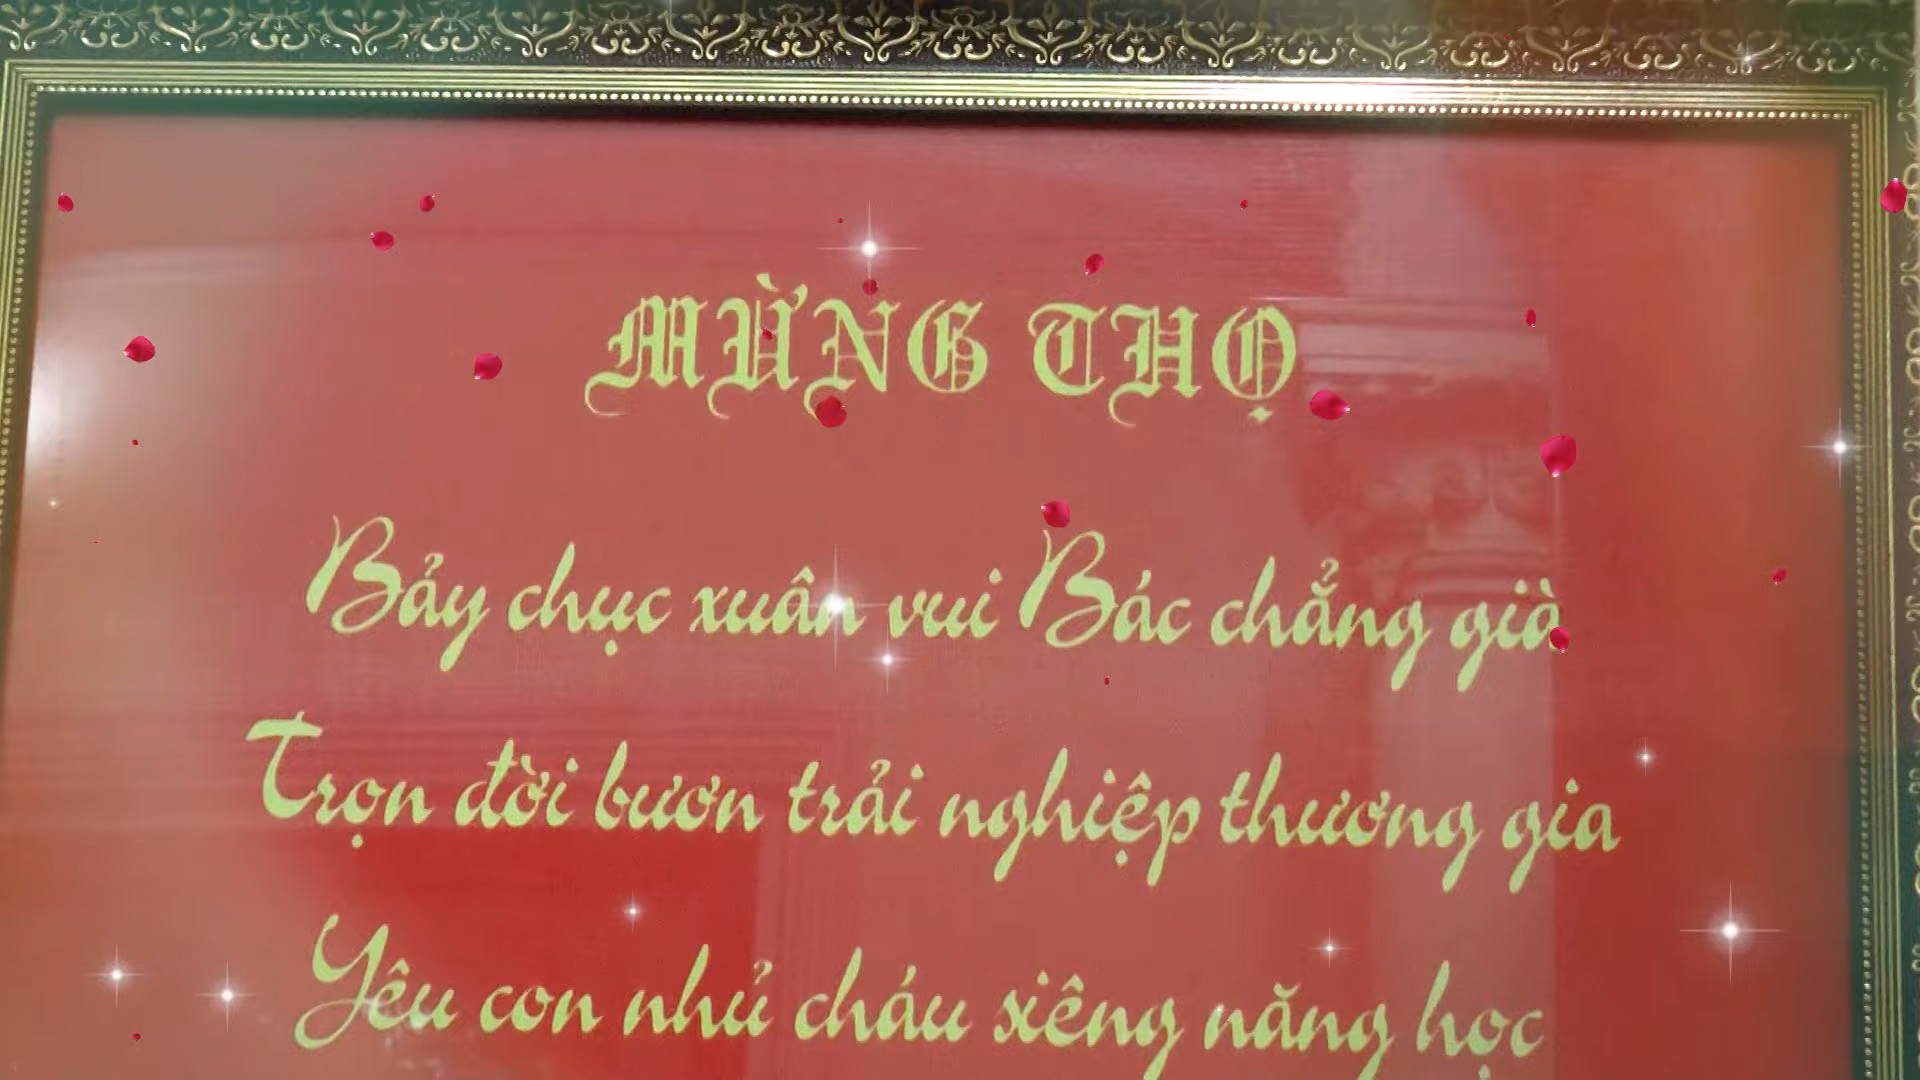 MỪNG THỌ
Bảy chục xuân vui Bác chẳng già
Trọn đời bươn trải nghiệp thương gia
Yêu con nhủ cháu siêng năng học